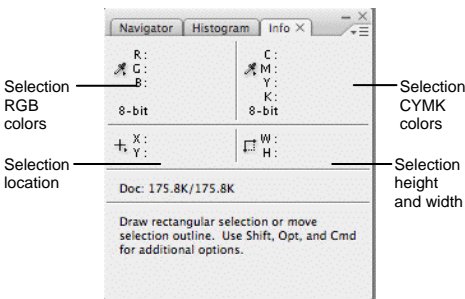 Navigator Histogram Info
R: C:
G: M:
B: Y:
K:
8-bit 8-bit
Selection
RGB
colors
Selection
CYMK
colors
X: W:
Y: H:
Selection
location
Selection
height
and width
Doc: 175.8K/175.8K
Draw rectangular selection or move
selection outline. Use Shift, Opt, and Cmd
for additional options.